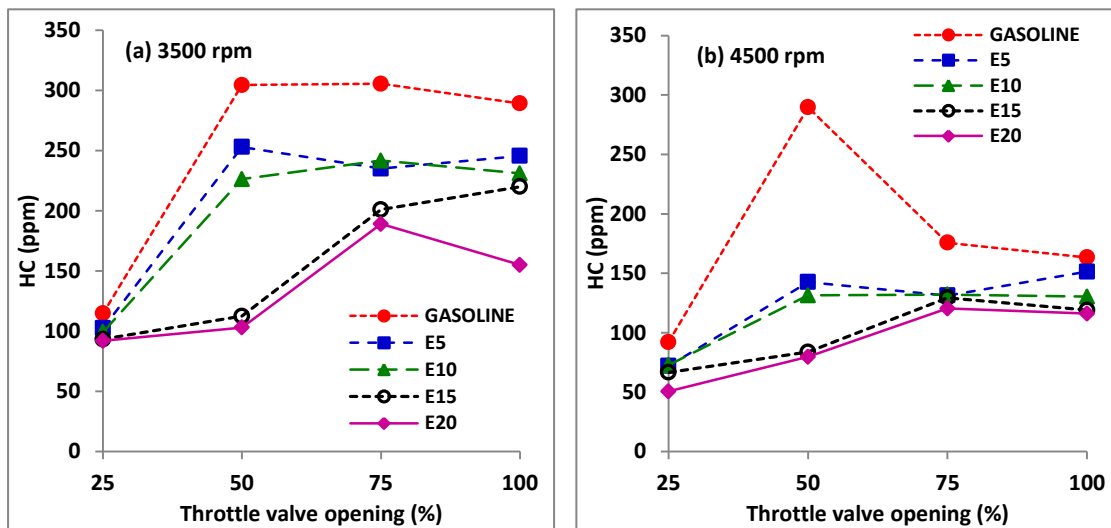 (a) 3500 rpm
HC (ppm)
350
300
250
200
150
100
50
0
25 50 75 100
Throttle valve opening (%)
GASOLINE
E5
E10
E15
E20
(b) 4500 rpm
HC (ppm)
350
300
250
200
150
100
50
0
25 50 75 100
Throttle valve opening (%)
GASOLINE
E5
E10
E15
E20